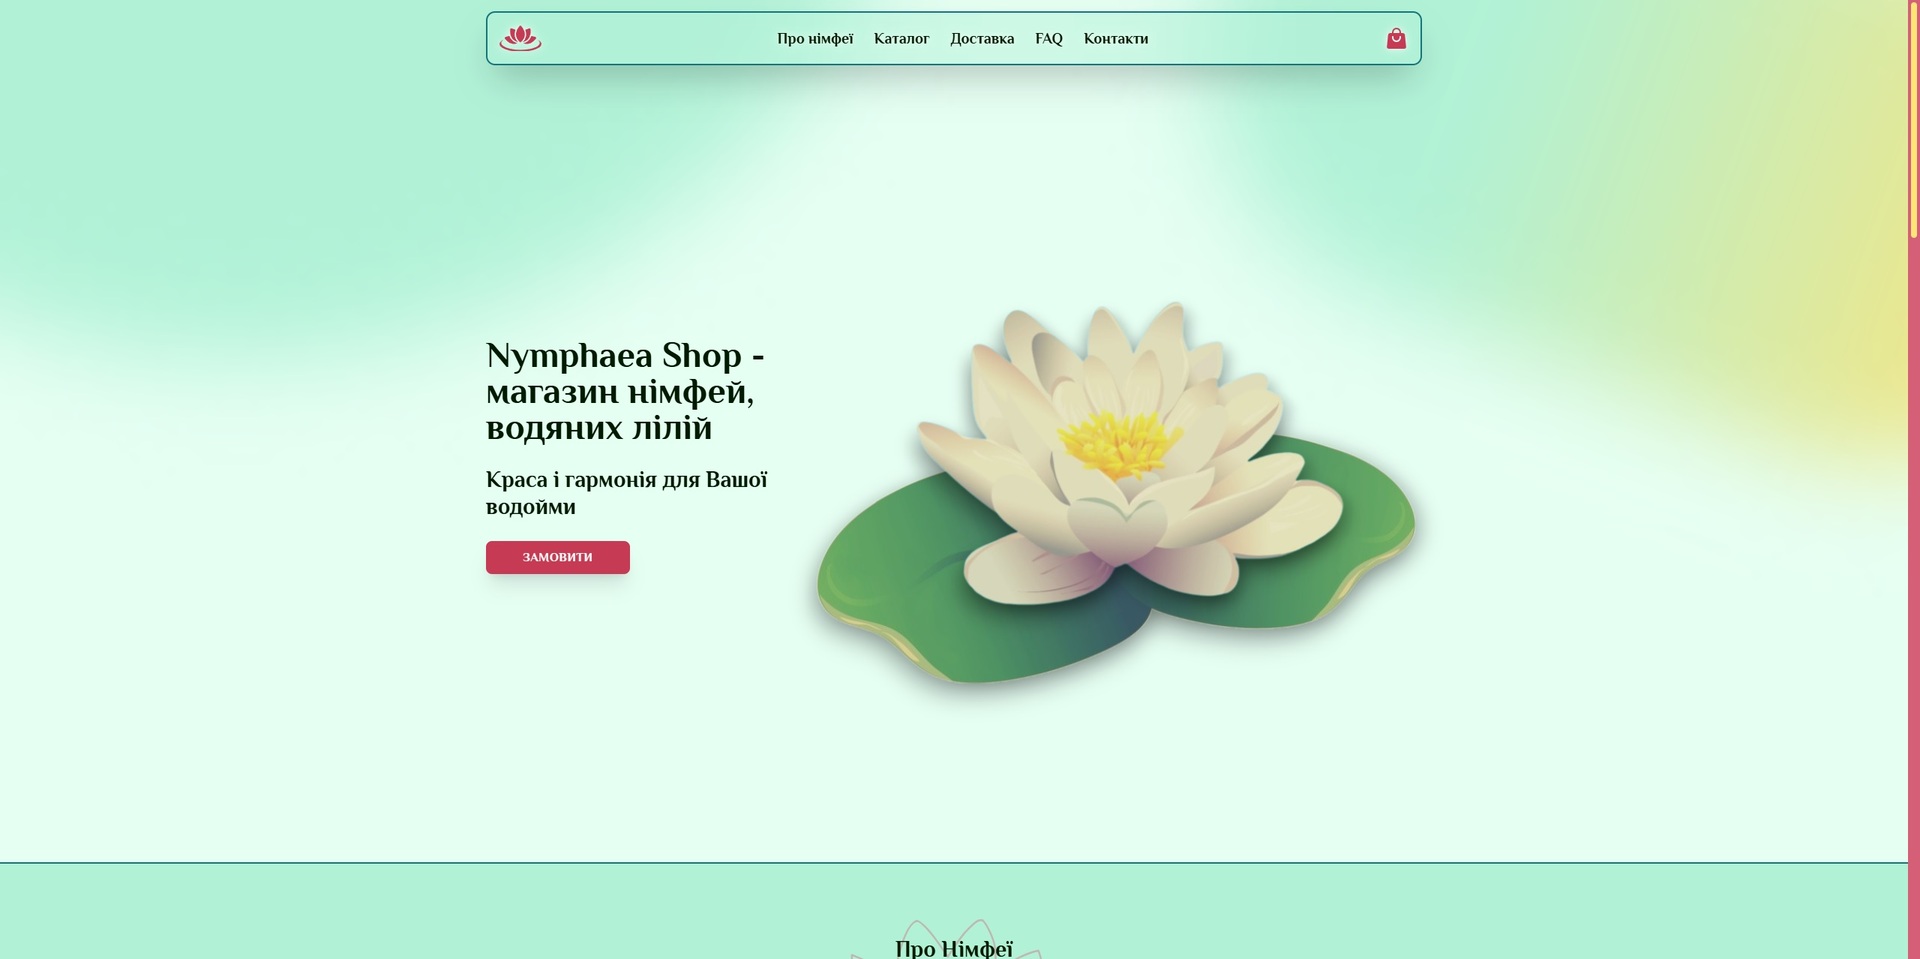 Про німфеї Каталог Доставка FAQ Контакти
Nymphaea Shop -
магазин німфей,
водяних лілій
Краса і гармонія для Вашої
водойми
ЗАМОВИТИ
Про Німфеї